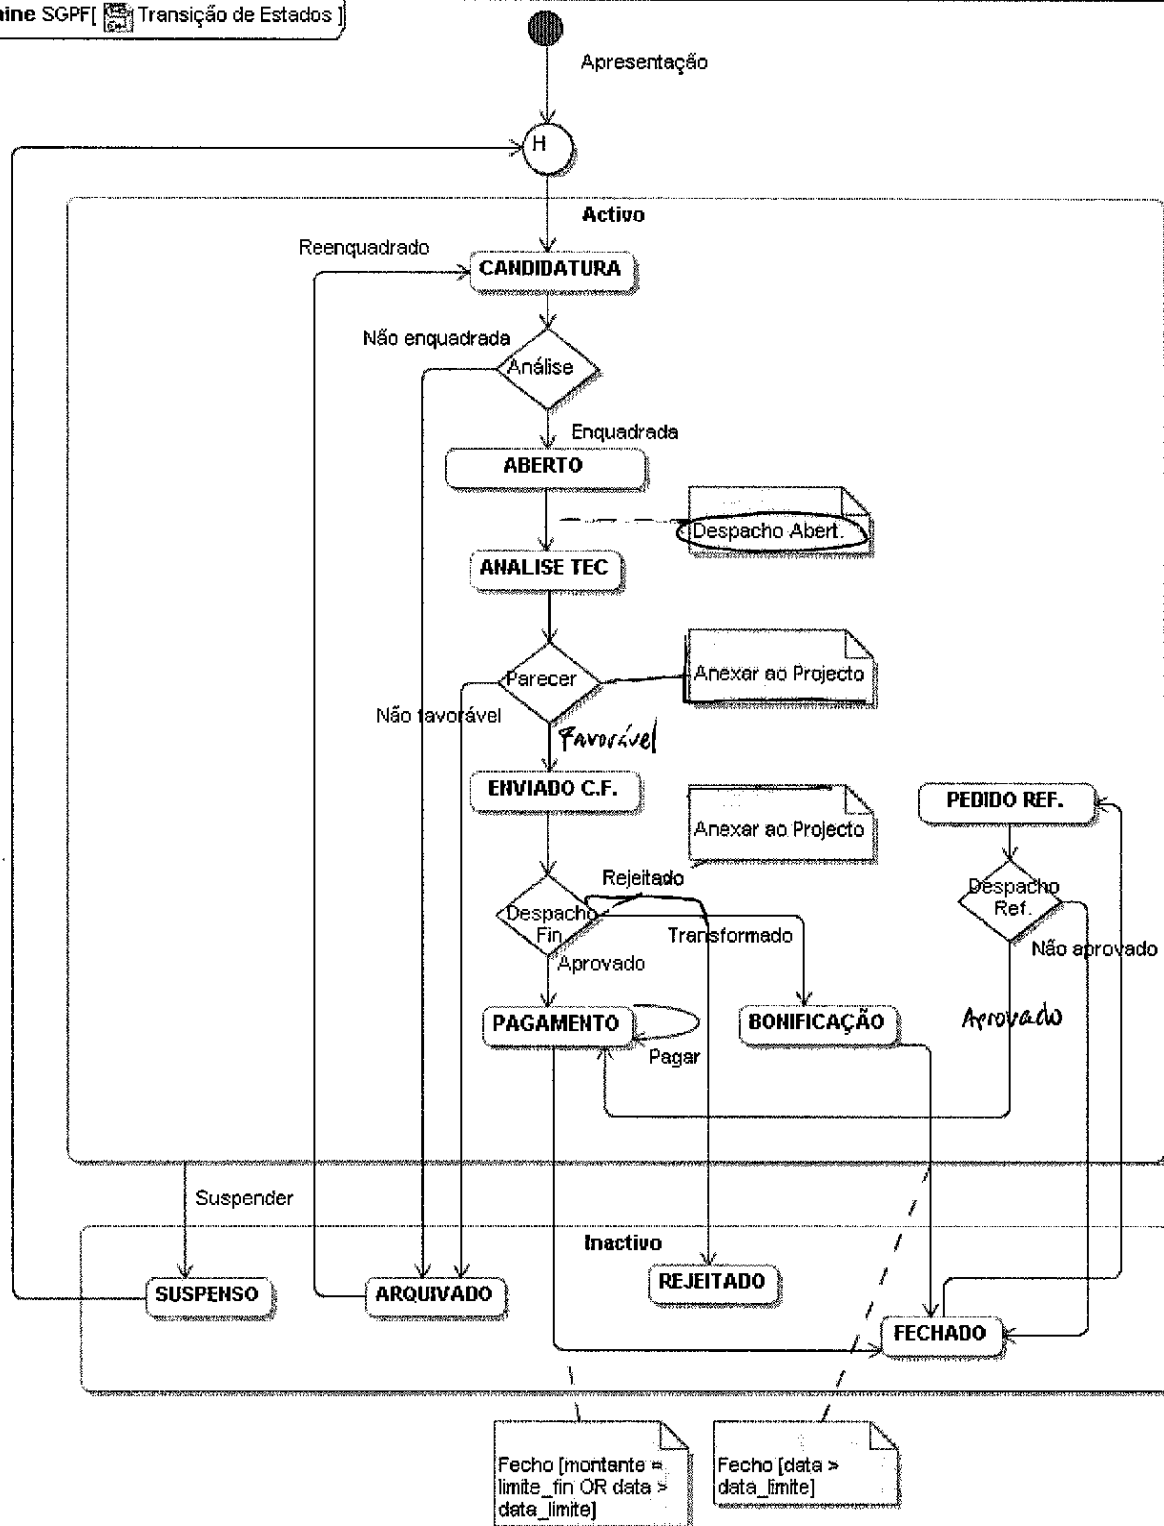 ine SGPF[ Transição de Estados ]
Apresentação
H
Activo
Reenquadrado
CANDIDATURA
Não enquadrada
Análise
Enquadrada
ABERTO
Despacho Abert.
ANALISE TEC
Parecer
Anexar ao Projecto
Não favorável
Favorável
ENVIADO C.F.
Anexar ao Projecto
PEDIDO REF.
Rejeitado
Despacho
Fin
Despacho
Ref.
Transformado
Não aprovado
Aprovado
PAGAMENTO
BONIFICAÇÃO
Aprovado
Pagar
Suspender
Inactivo
SUSPENSO
ARQUIVADO
REJEITADO
FECHADO
Fecho [montante =
limite_fin OR data >
data_limite]
Fecho [data >
data_limite]